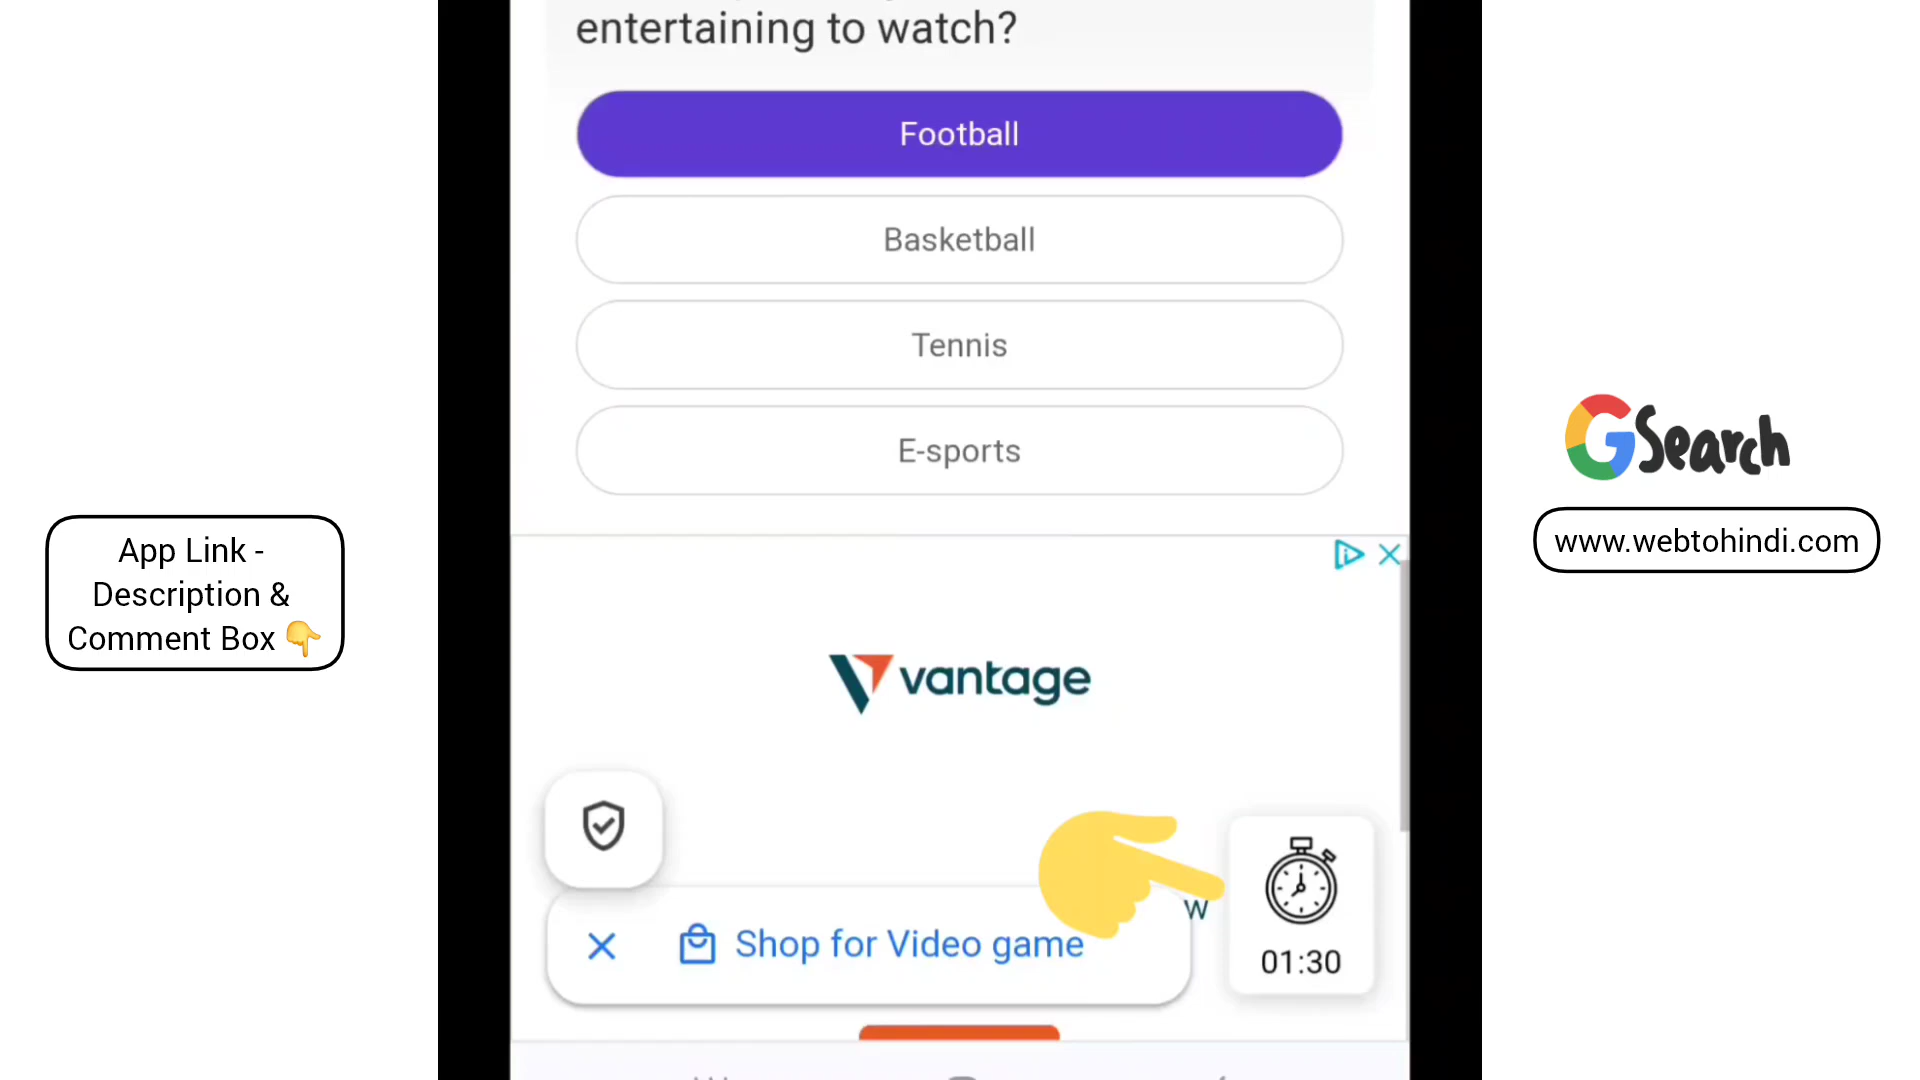 entertaining to watch?
Football
Basketball
Tennis
E-sports
App Link -
Description &
Comment Box
GSearch
www.webtohindi.com
vantage
w
Shop for Video game
01:30